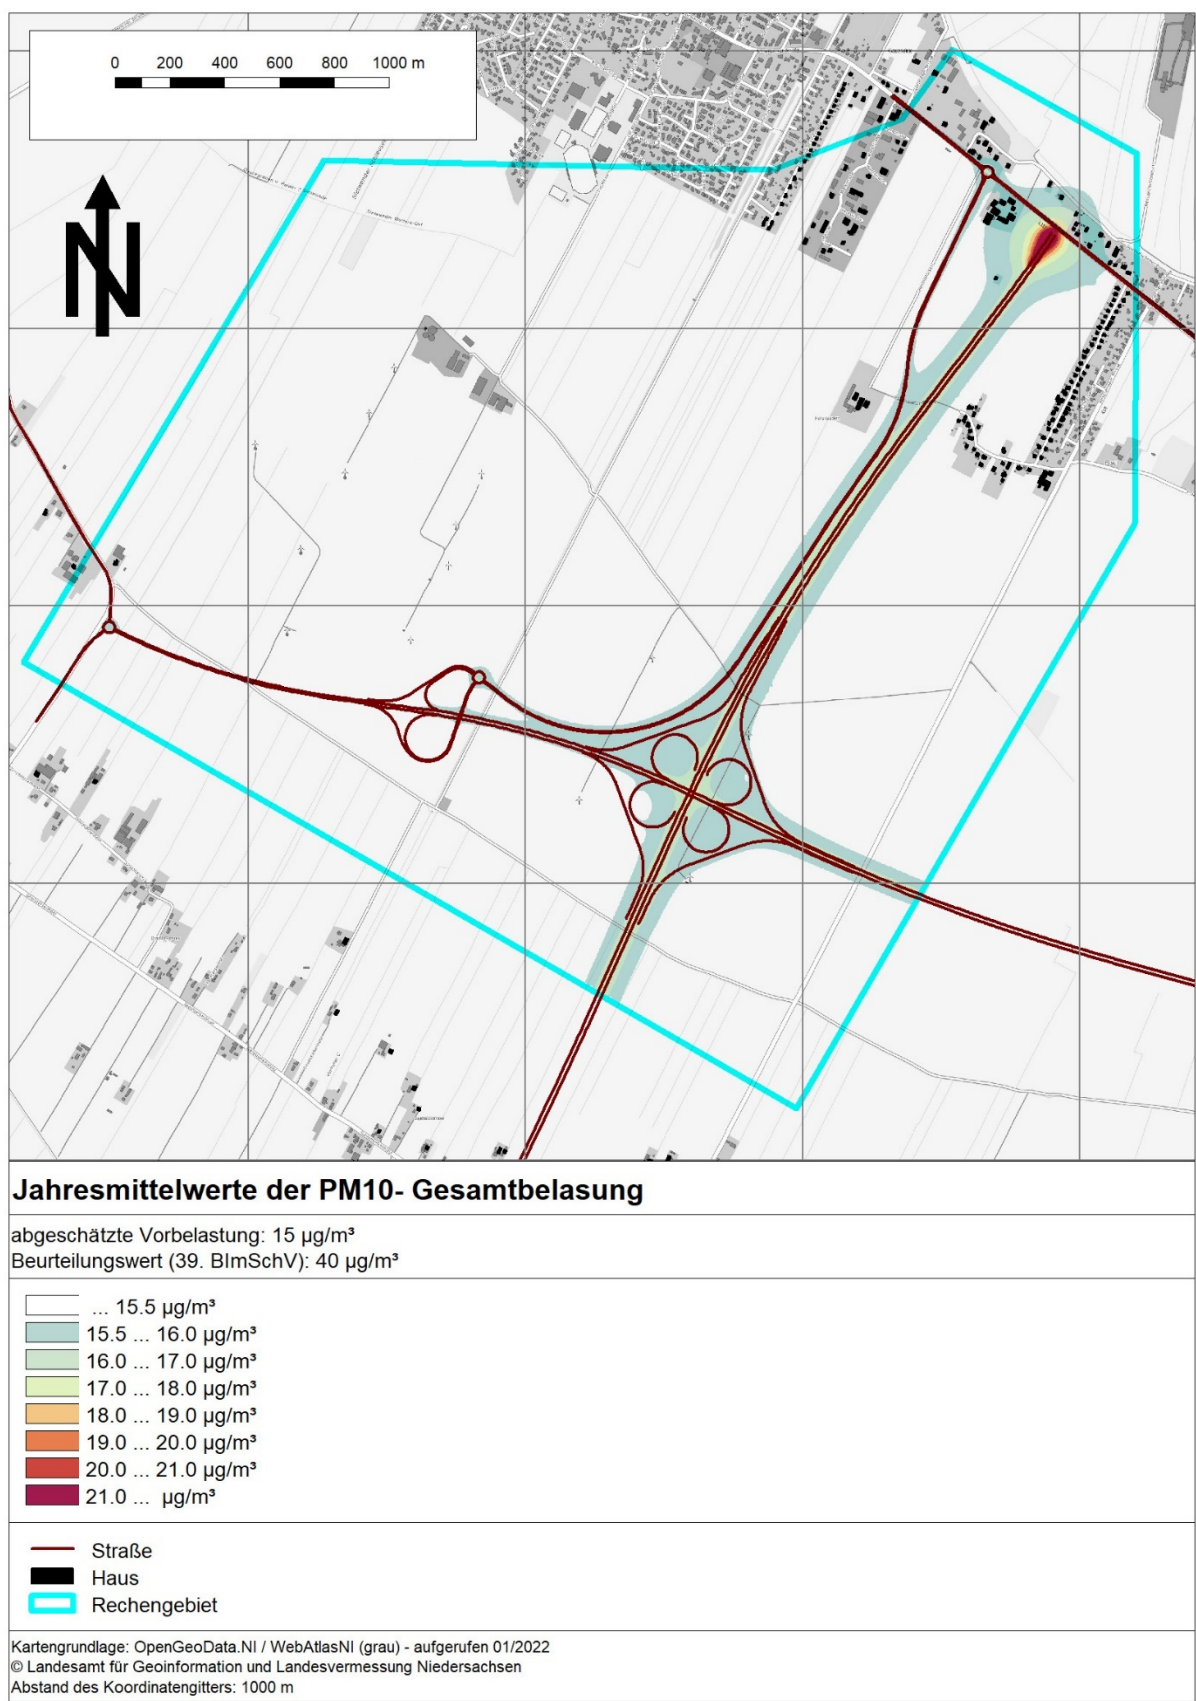 0 200 400 600 800 1000 m
N
Jahresmittelwerte der PM10- Gesamtbelasung
abgeschätzte Vorbelastung: 15 µg/m³
Beurteilungswert (39. BImSchV): 40 µg/m³
... 15.5 µg/m³
15.5 ... 16.0 µg/m³
16.0 ... 17.0 µg/m³
17.0 ... 18.0 µg/m³
18.0 ... 19.0 µg/m³
19.0 ... 20.0 µg/m³
20.0 ... 21.0 µg/m³
21.0 ... µg/m³
Straße
Haus
Rechengebiet
Kartengrundlage: OpenGeoData.NI / WebAtlasNI (grau) - aufgerufen 01/2022
© Landesamt für Geoinformation und Landesvermessung Niedersachsen
Abstand des Koordinatengitters: 1000 m